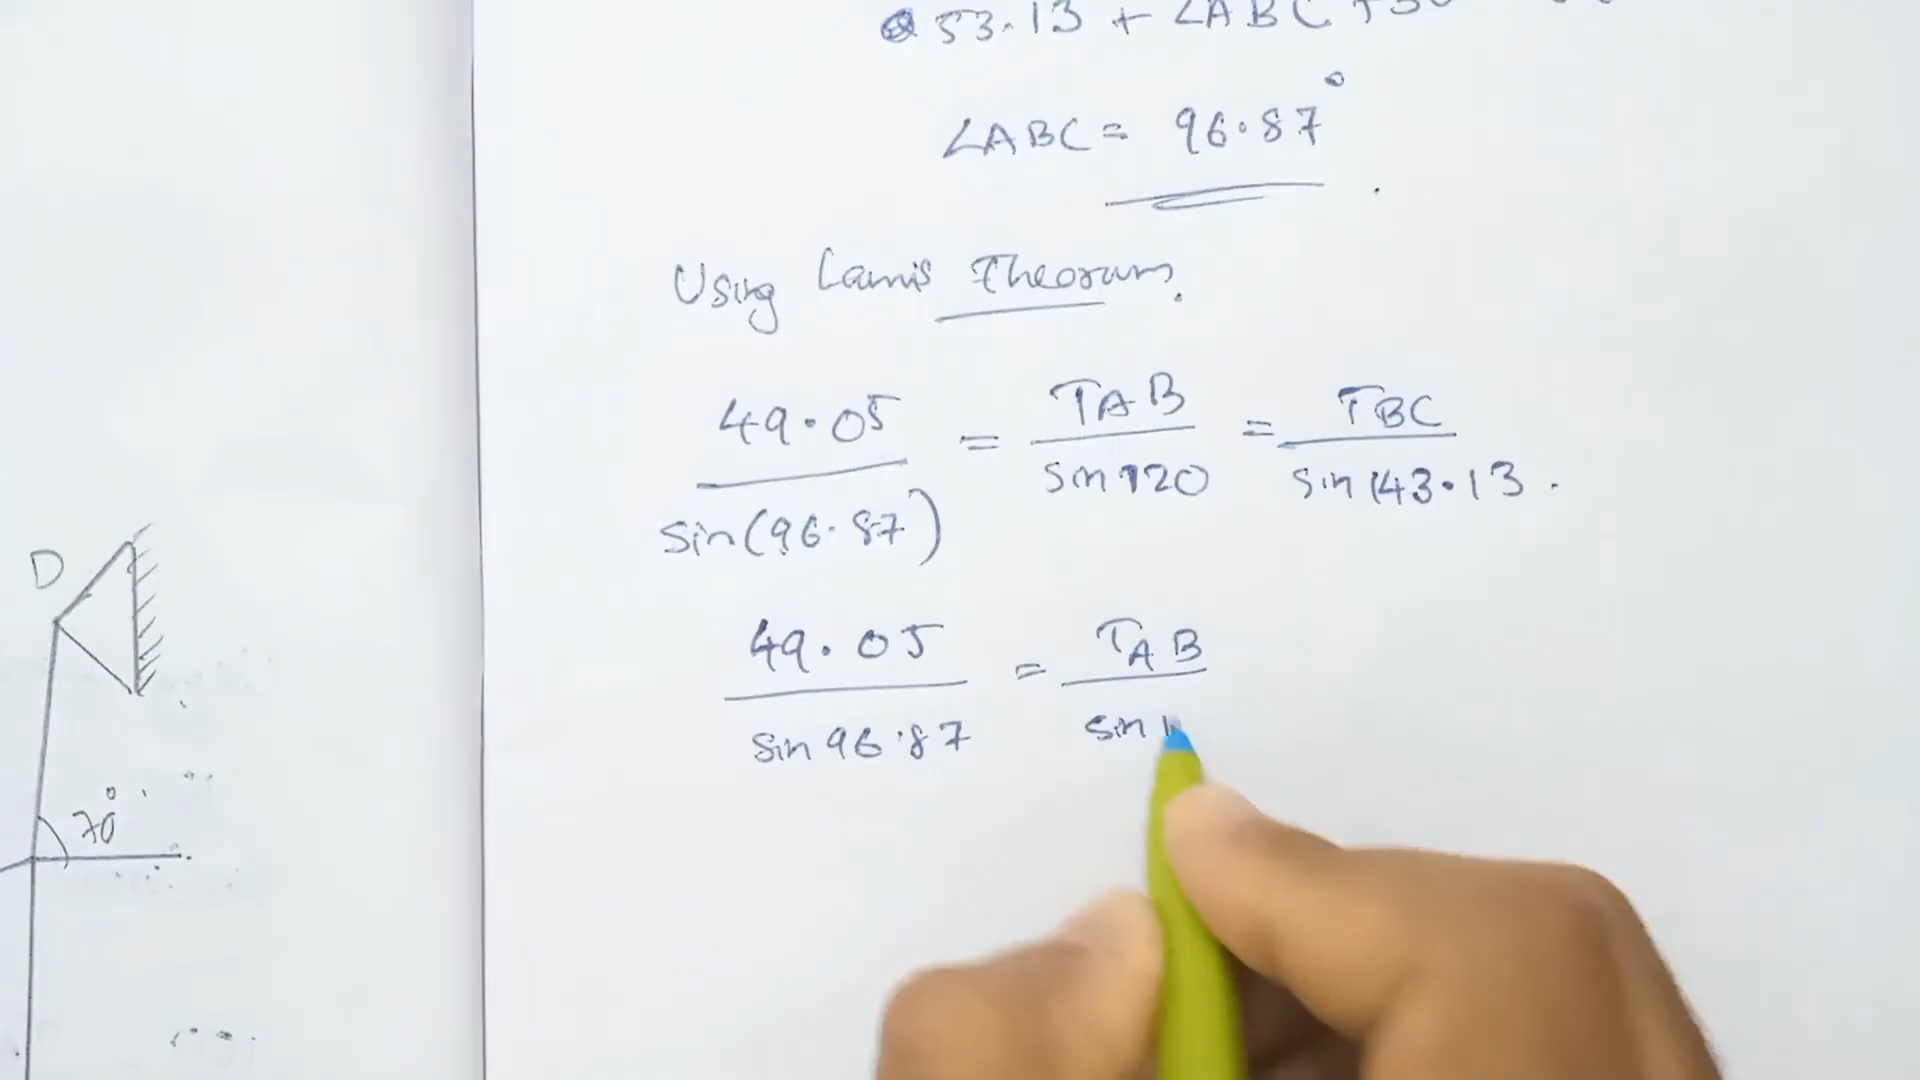 53.13 + ∠ABC + 30
∠ABC = 96.87°
Using Lamis Theorum.
49.05 / sin(96.87) = TAB / sin 120 = TBC / sin 143.13.
49.05 / sin 96.87 = TAB / sin 1
D
70°